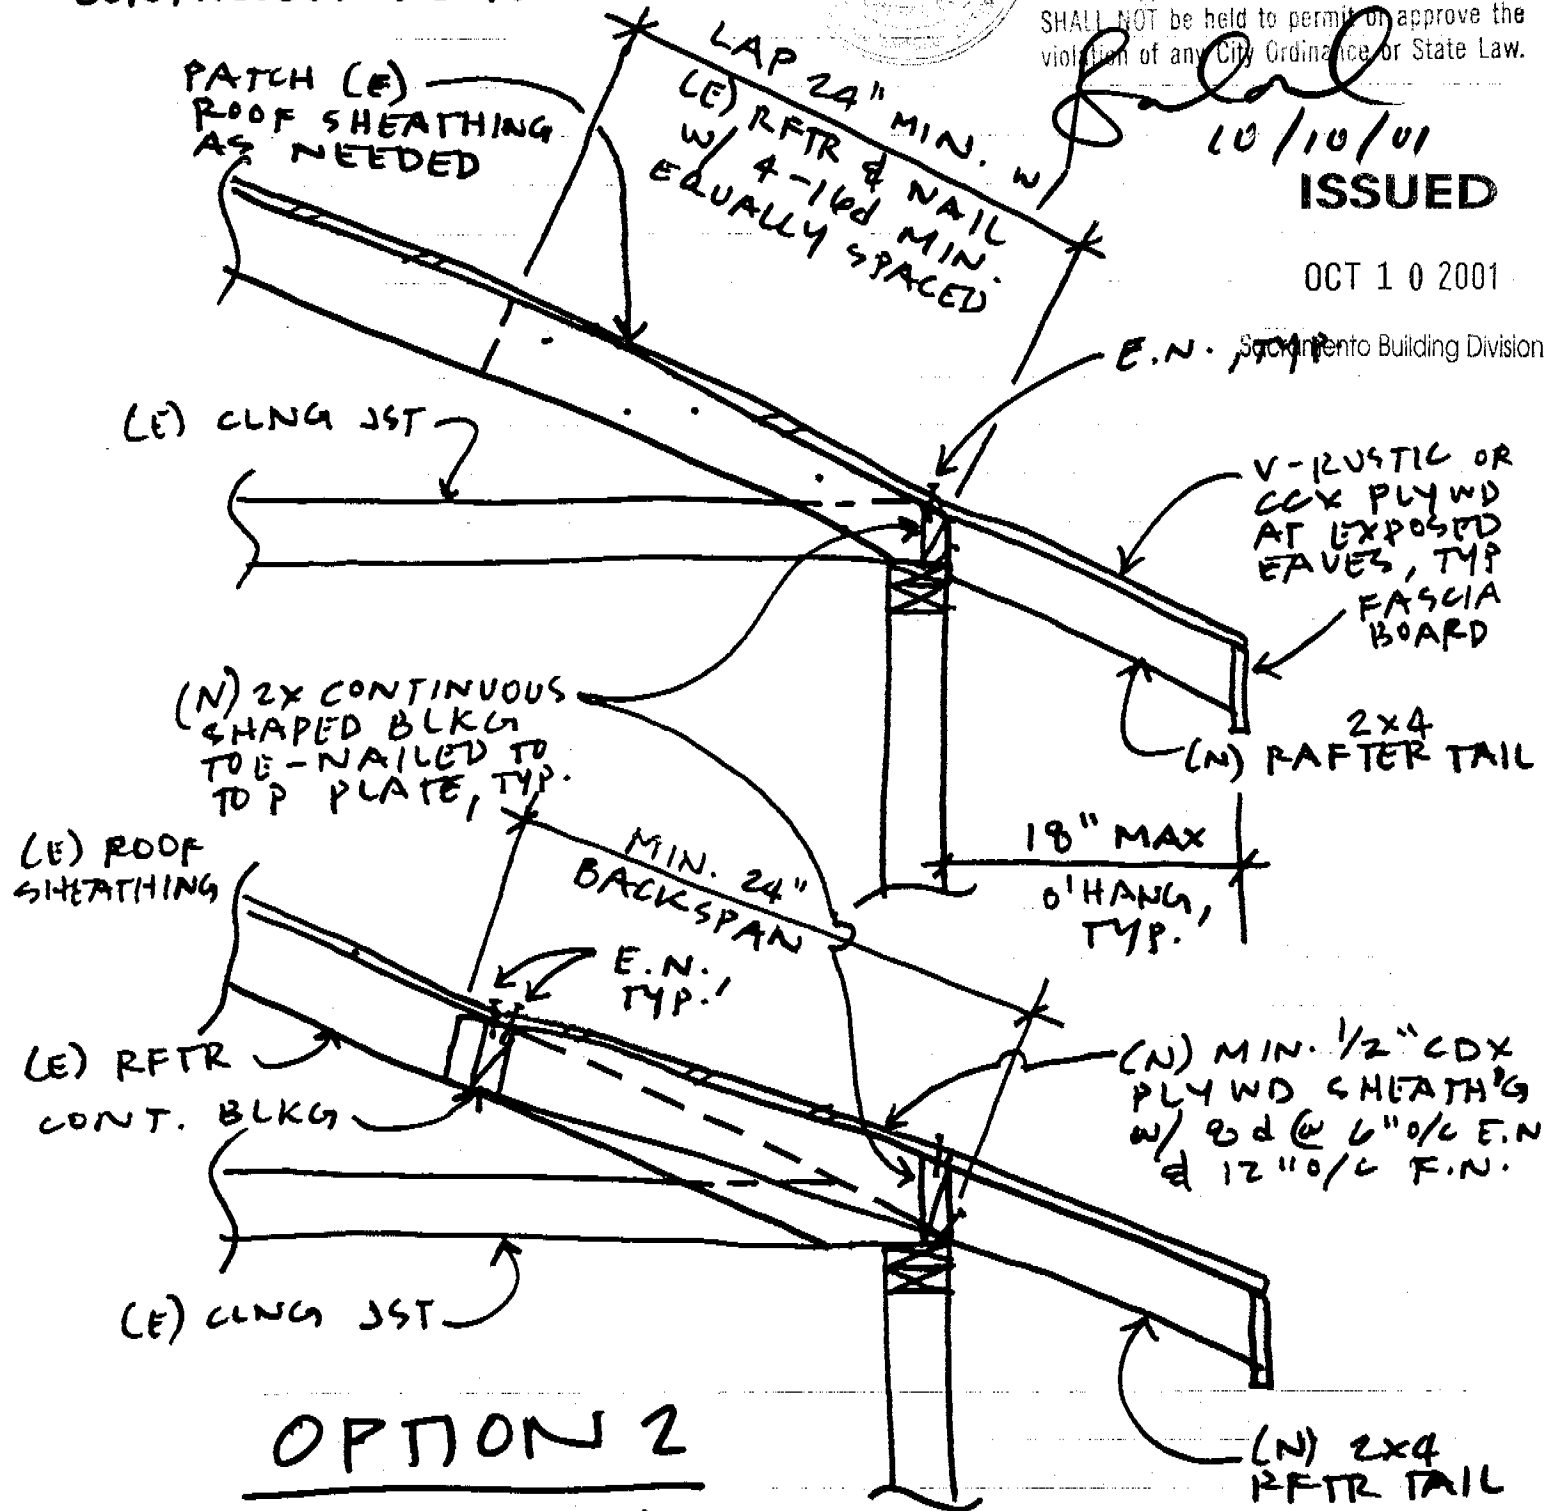 SHALL NOT be held to permit or approve the
violation of any City Ordinance or State Law.
10/10/01
ISSUED
OCT 10 2001
Sacramento Building Division
PATCH (E)
ROOF SHEATHING
AS NEEDED
LAP 24" MIN. w/
(E) RFTR & NAIL
w/ 4-16d MIN.
EQUALLY SPACED
E.N., TYP
(E) CLNG JST
V-RUSTIC OR
CCX PLYWD
AT EXPOSED
EAVES, TYP
FASCIA
BOARD
(N) 2X CONTINUOUS
SHAPED BLKG
TOE-NAILED TO
TOP PLATE, TYP.
2x4
(N) RAFTER TAIL
18" MAX
O'HANG,
TYP.
(E) ROOF
SHEATHING
MIN. 24"
BACKSPAN
E.N.,
TYP.
(E) RFTR
CONT. BLKG
(N) MIN. 1/2" CDX
PLYWD SHEATH'G
w/ 8d @ 6" O/C E.N
& 12" O/C F.N.
(E) CLNG JST
OPTION 2
(N) 2x4
RFTR TAIL